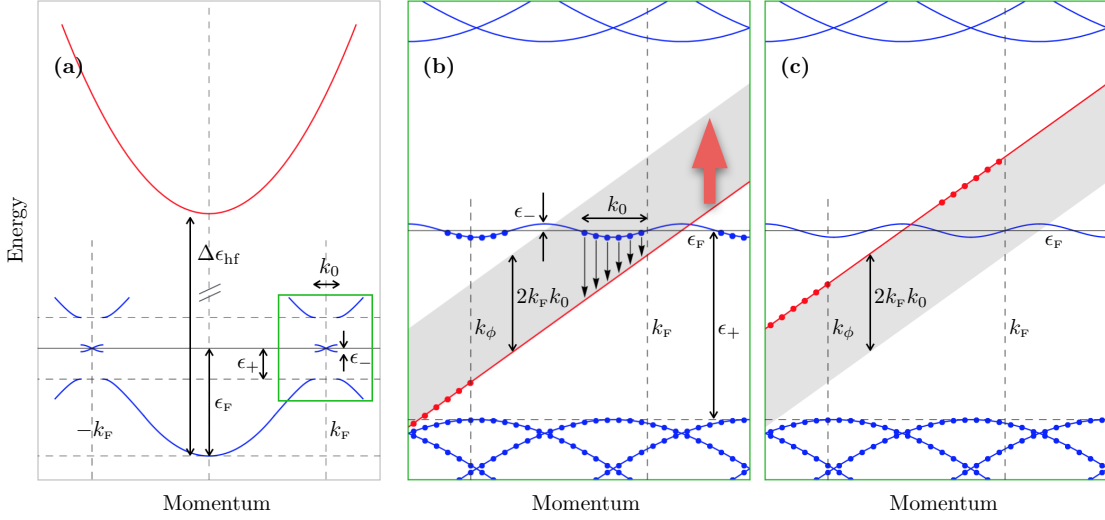 (a)
Energy
Δϵhf
k0
ϵ−
ϵ+
ϵF
−kF
kF
Momentum
(b)
ϵ−
k0
ϵF
2kFk0
kϕ
kF
ϵ+
Momentum
(c)
ϵF
2kFk0
kϕ
kF
Momentum